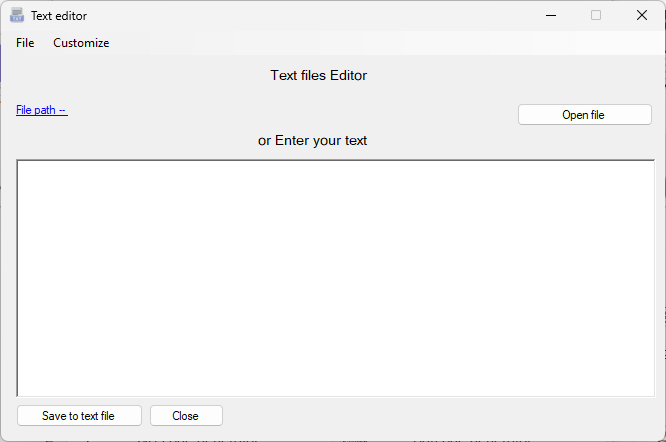 Text editor
File Customize
Text files Editor
File path --
Open file
or Enter your text
Save to text file Close